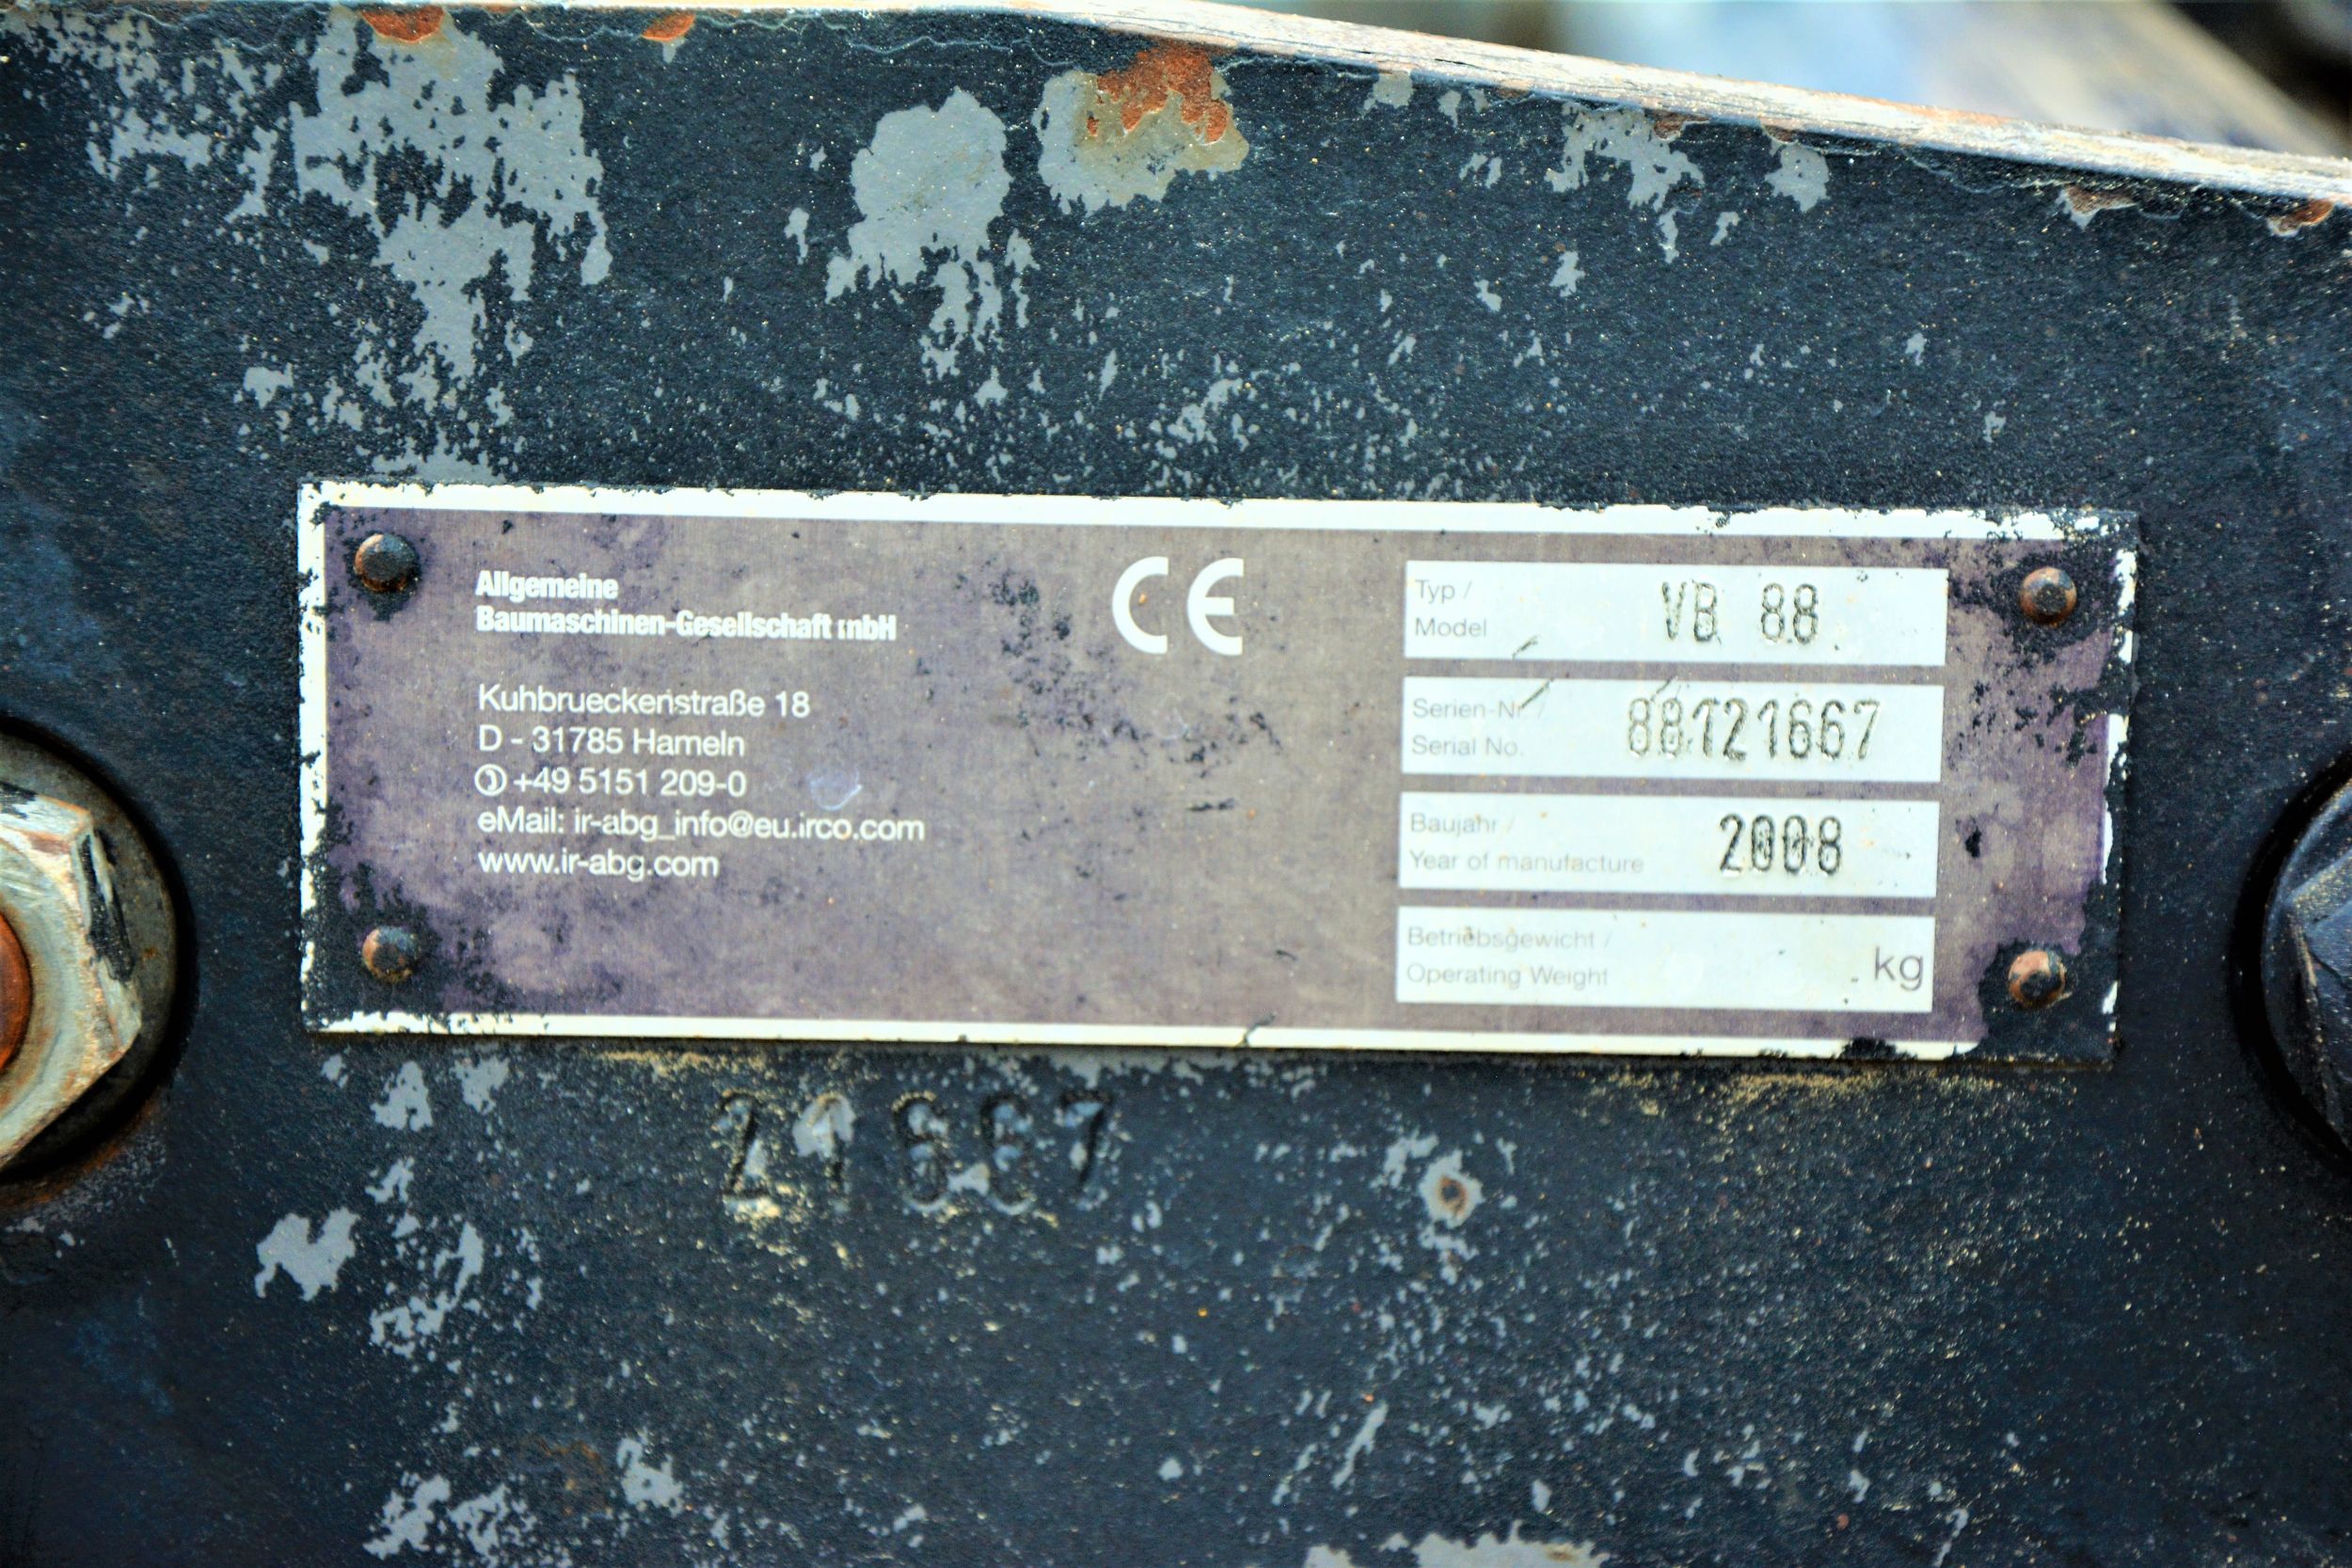 Allgemeine
Baumaschinen-Gesellschaft mbH
Kuhbrueckenstraße 18
D - 31785 Hameln
+49 5151 209-0
eMail: ir-abg_info@eu.irco.com
www.ir-abg.com
CE
Typ /
Model
VB 88
Serien-Nr. /
Serial No.
88121667
Baujahr /
Year of manufacture
2008
Betriebsgewicht /
Operating Weight
kg
21667